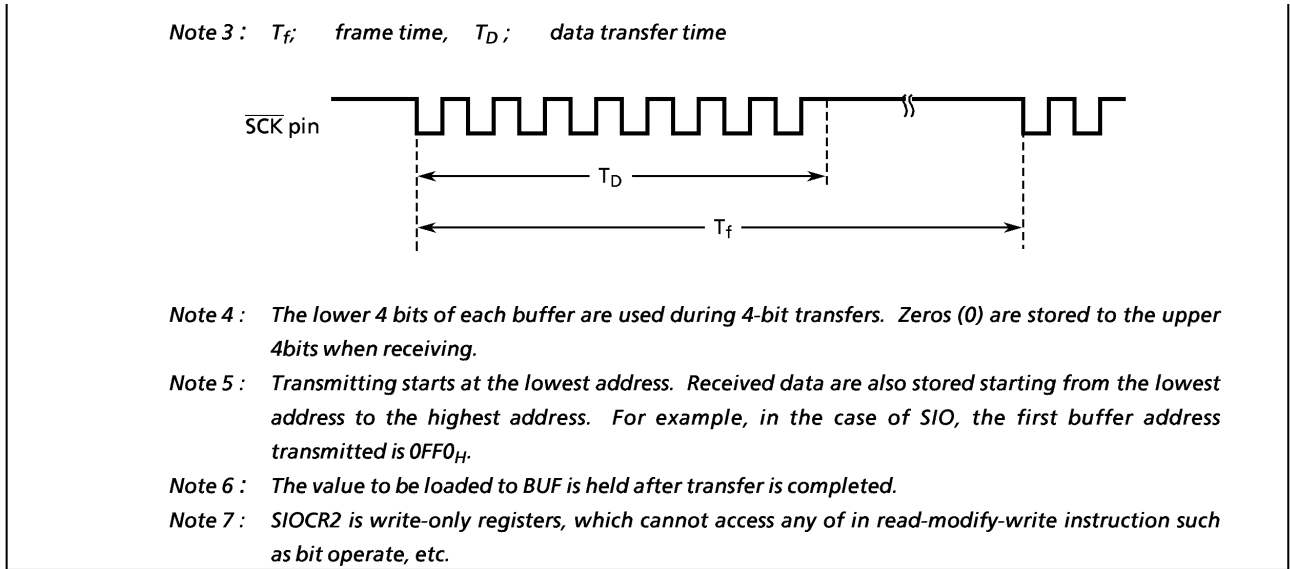 Note 3 : Tf; frame time, TD ; data transfer time
SCK pin
TD
Tf
Note 4 : The lower 4 bits of each buffer are used during 4-bit transfers. Zeros (0) are stored to the upper
4bits when receiving.
Note 5 : Transmitting starts at the lowest address. Received data are also stored starting from the lowest
address to the highest address. For example, in the case of SIO, the first buffer address
transmitted is 0FF0H.
Note 6 : The value to be loaded to BUF is held after transfer is completed.
Note 7 : SIOCR2 is write-only registers, which cannot access any of in read-modify-write instruction such
as bit operate, etc.